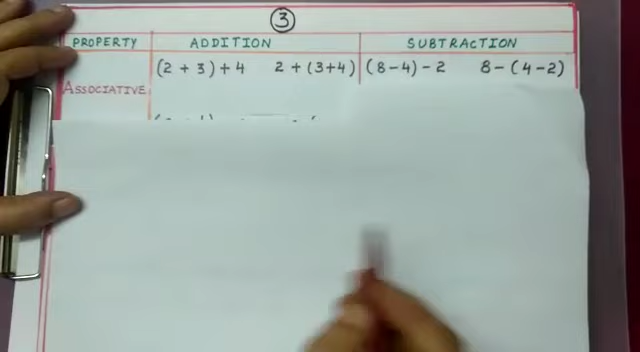 3
PROPERTY ADDITION SUBTRACTION
ASSOCIATIVE (2 + 3) + 4 2 + (3+4) (8-4) - 2 8 - (4-2)